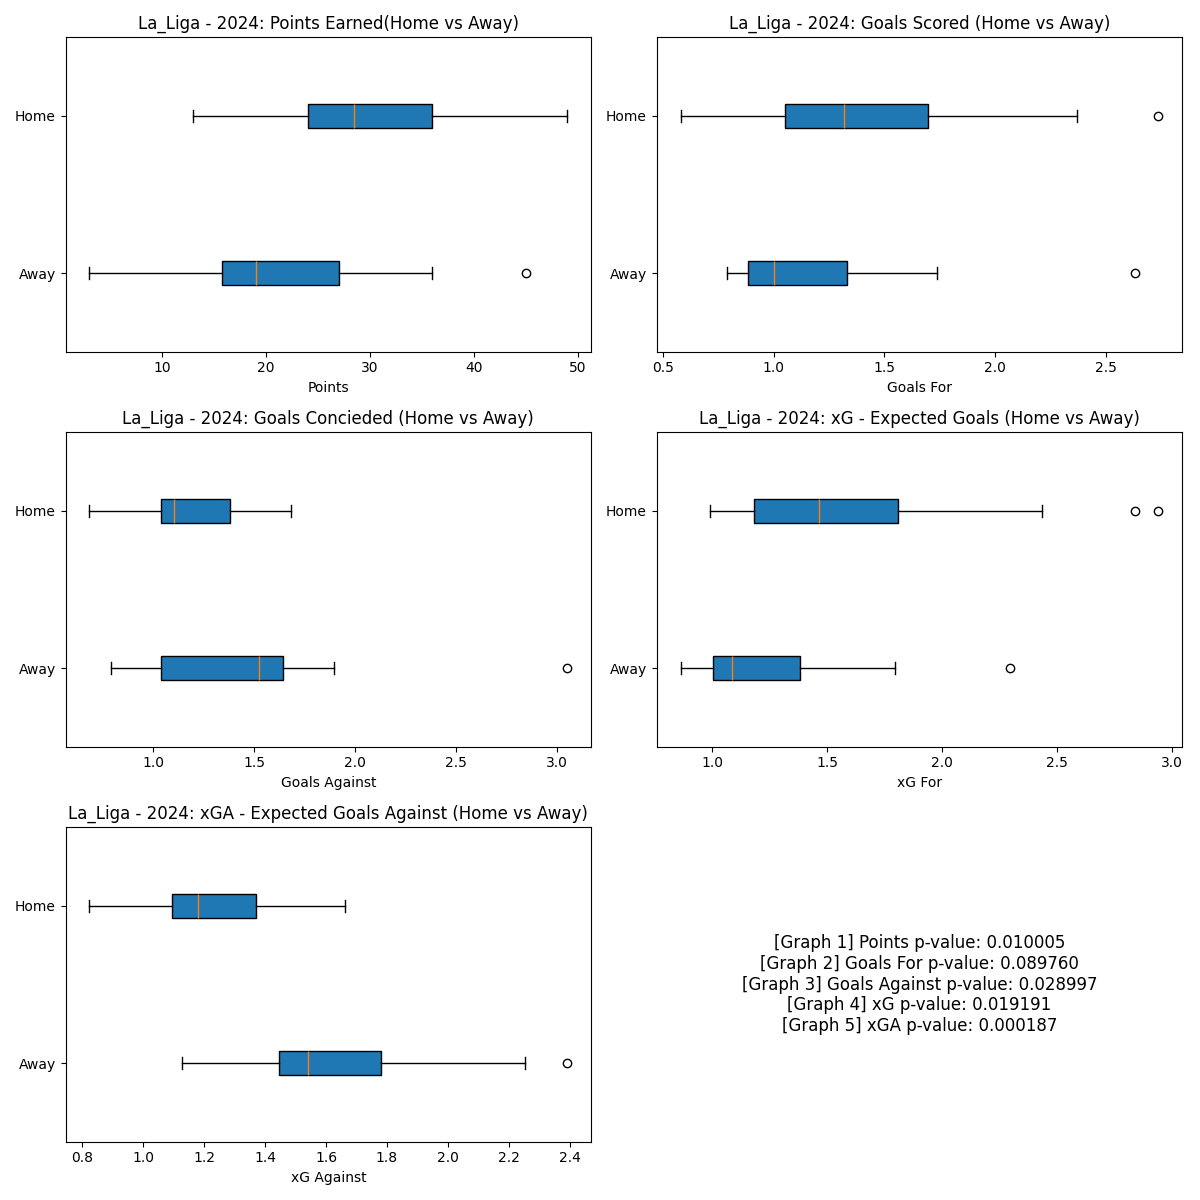 La_Liga - 2024: Points Earned(Home vs Away)
Home
Away
10 20 30 40 50
Points
La_Liga - 2024: Goals Scored (Home vs Away)
Home
Away
0.5 1.0 1.5 2.0 2.5
Goals For
La_Liga - 2024: Goals Concieded (Home vs Away)
Home
Away
1.0 1.5 2.0 2.5 3.0
Goals Against
La_Liga - 2024: xG - Expected Goals (Home vs Away)
Home
Away
1.0 1.5 2.0 2.5 3.0
xG For
La_Liga - 2024: xGA - Expected Goals Against (Home vs Away)
Home
Away
0.8 1.0 1.2 1.4 1.6 1.8 2.0 2.2 2.4
xG Against
[Graph 1] Points p-value: 0.010005
[Graph 2] Goals For p-value: 0.089760
[Graph 3] Goals Against p-value: 0.028997
[Graph 4] xG p-value: 0.019191
[Graph 5] xGA p-value: 0.000187